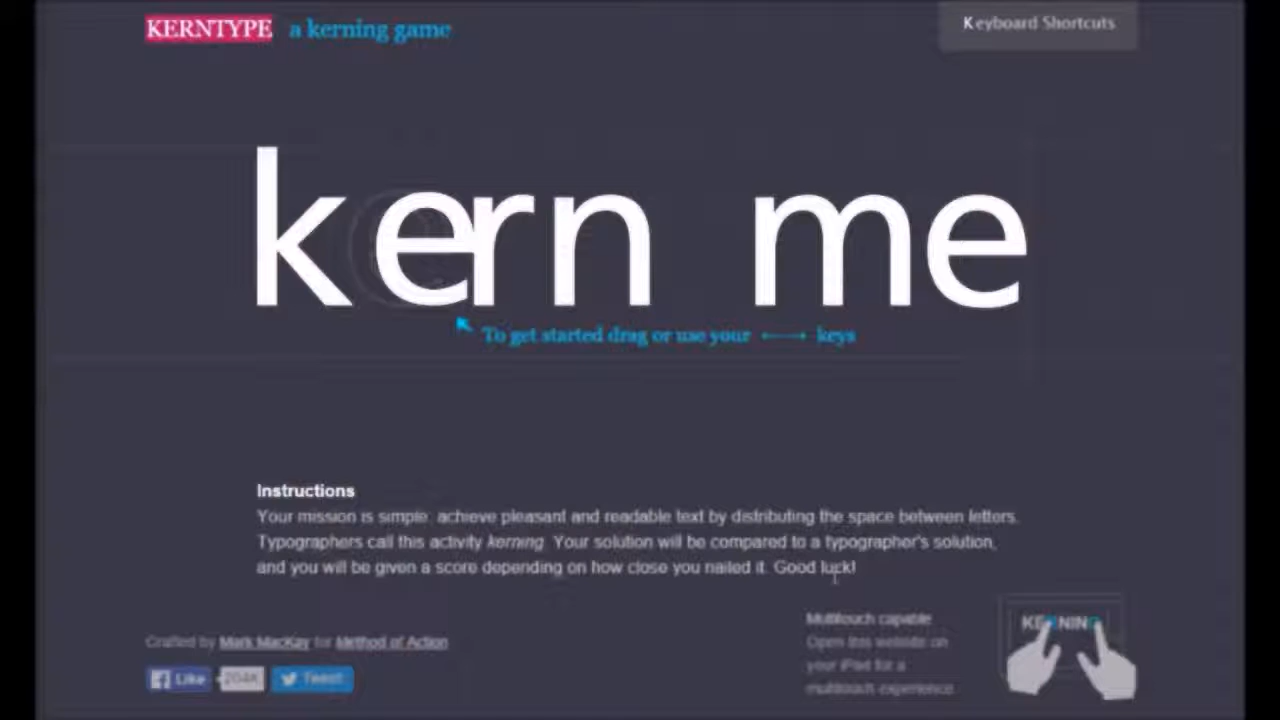 KERNTYPE a kerning game
Keyboard Shortcuts
kern me
To get started drag or use your ⟵⟶ keys
Instructions
Your mission is simple: achieve pleasant and readable text by distributing the space between letters.
Typographers call this activity kerning. Your solution will be compared to a typographer's solution,
and you will be given a score depending on how close you nailed it. Good luck!
Crafted by Mark MacKay for Method of Action
Like 204K Tweet
Multitouch capable
Open this website on
your iPad for a
multitouch experience
KERNING